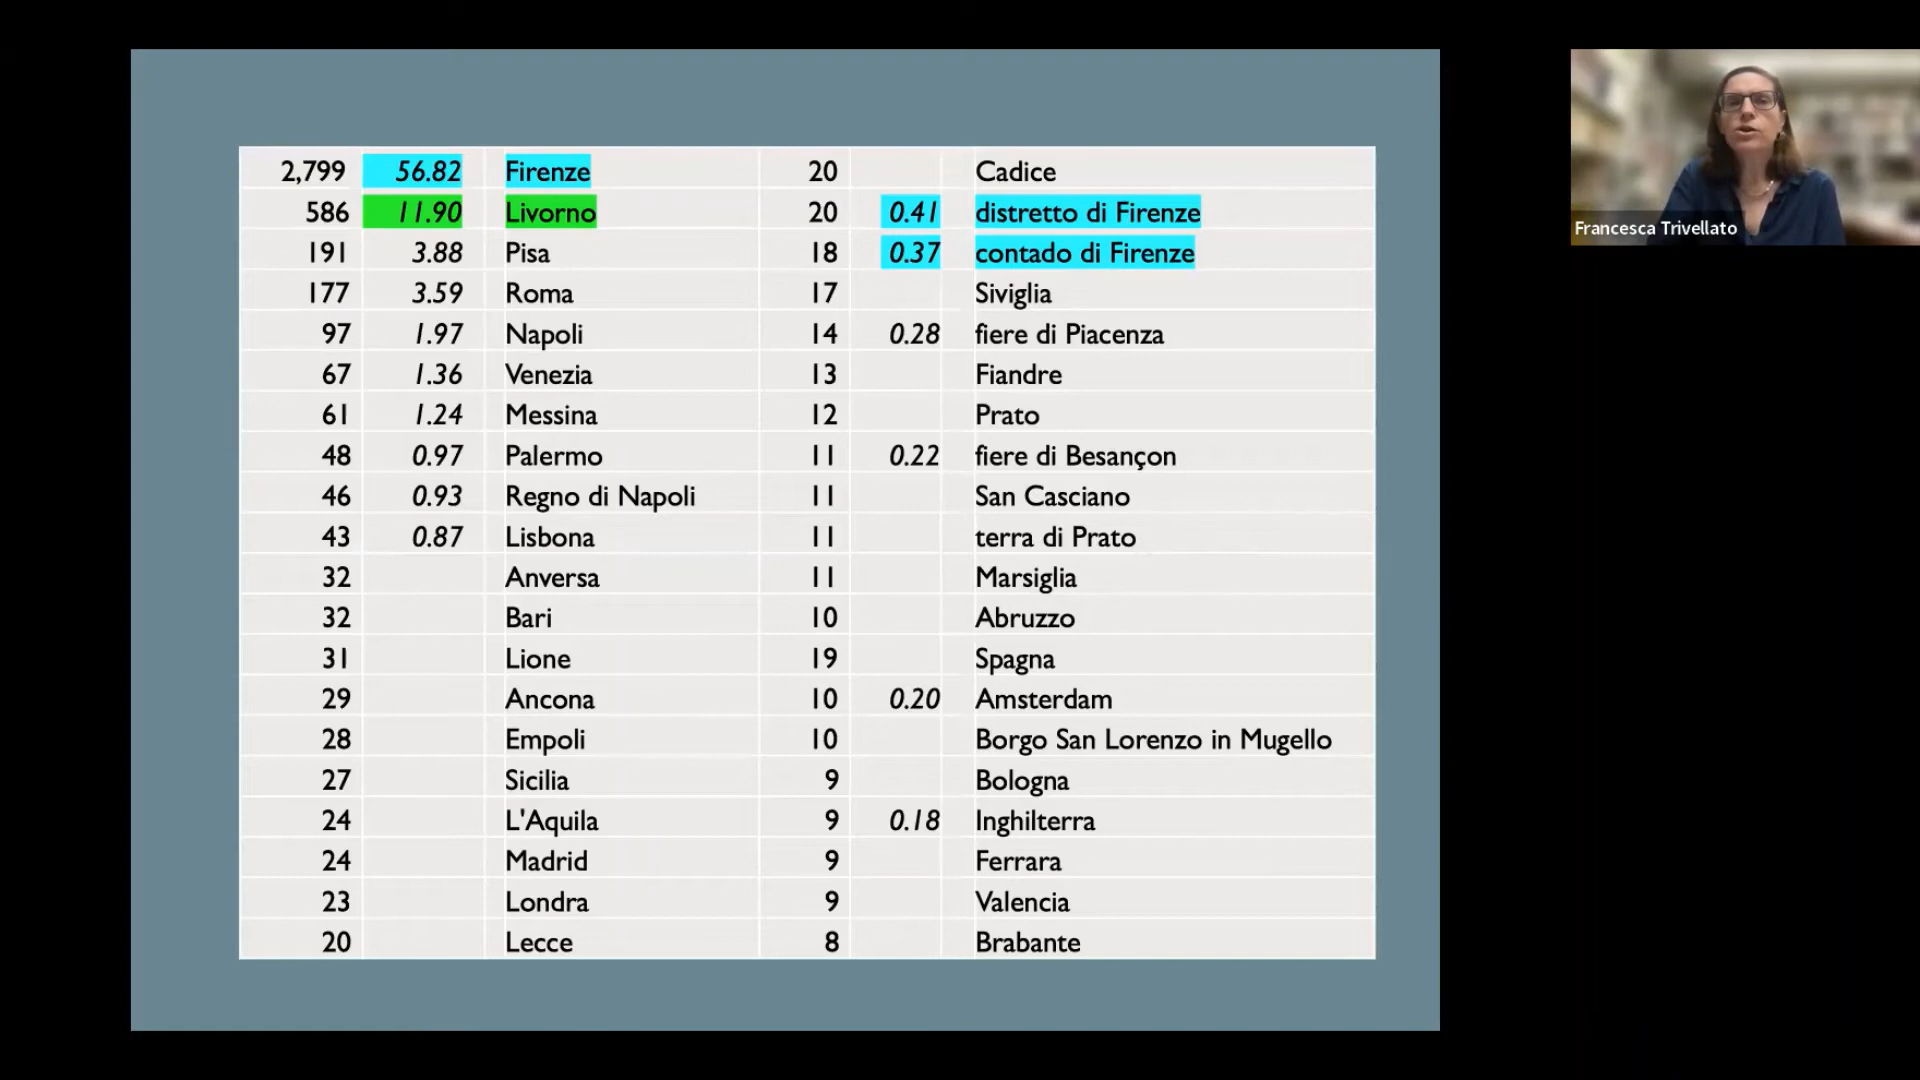 2,799 56.82 Firenze 20 Cadice
586 11.90 Livorno 20 0.41 distretto di Firenze
191 3.88 Pisa 18 0.37 contado di Firenze
177 3.59 Roma 17 Siviglia
97 1.97 Napoli 14 0.28 fiere di Piacenza
67 1.36 Venezia 13 Fiandre
61 1.24 Messina 12 Prato
48 0.97 Palermo 11 0.22 fiere di Besançon
46 0.93 Regno di Napoli 11 San Casciano
43 0.87 Lisbona 11 terra di Prato
32 Anversa 11 Marsiglia
32 Bari 10 Abruzzo
31 Lione 19 Spagna
29 Ancona 10 0.20 Amsterdam
28 Empoli 10 Borgo San Lorenzo in Mugello
27 Sicilia 9 Bologna
24 L'Aquila 9 0.18 Inghilterra
24 Madrid 9 Ferrara
23 Londra 9 Valencia
20 Lecce 8 Brabante
Francesca Trivellato